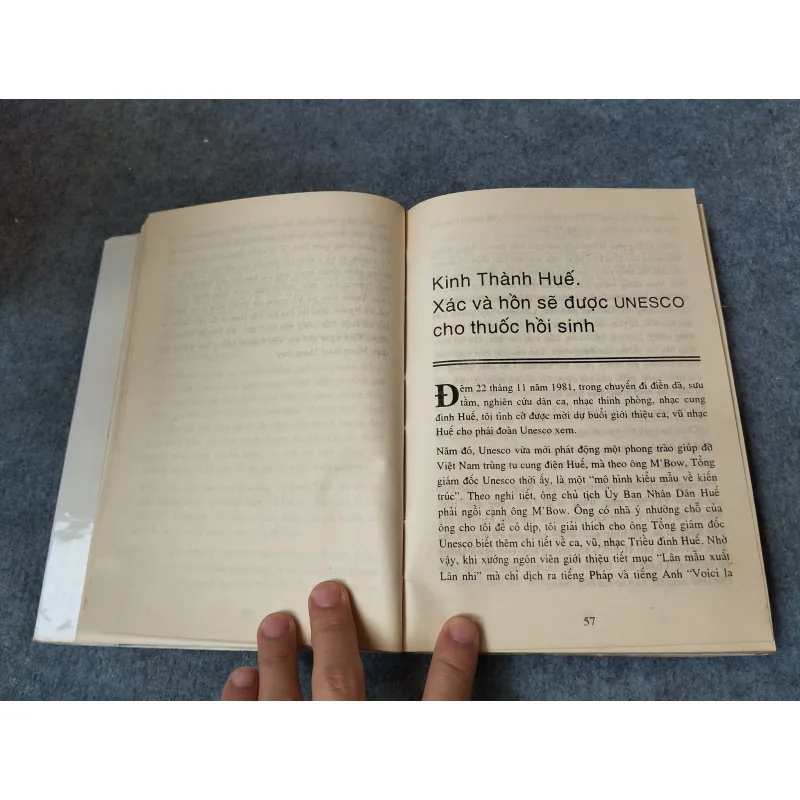 Kinh Thành Huế.
Xác và hồn sẽ được UNESCO
cho thuốc hồi sinh
Đêm 22 tháng 11 năm 1981, trong chuyến đi điền dã, sưu
tầm, nghiên cứu dân ca, nhạc thính phòng, nhạc cung
đình Huế, tôi tình cờ được mời dự buổi giới thiệu ca, vũ nhạc
Huế cho phái đoàn Unesco xem.
Năm đó, Unesco vừa mới phát động một phong trào giúp đỡ
Việt Nam trùng tu cung điện Huế, mà theo ông M'Bow, Tổng
giám đốc Unesco thời ấy, là một "mô hình kiểu mẫu về kiến
trúc". Theo nghi tiết, ông chủ tịch Ủy Ban Nhân Dân Huế
phải ngồi cạnh ông M'Bow. Ông có nhã ý nhường chỗ của
ông cho tôi để có dịp, tôi giải thích cho ông Tổng giám đốc
Unesco biết thêm chi tiết về ca, vũ, nhạc Triều đình Huế. Nhờ
vậy, khi xướng ngôn viên giới thiệu tiết mục "Lân mẫu xuất
Lân nhi" mà chỉ dịch ra tiếng Pháp và tiếng Anh "Voici la
57